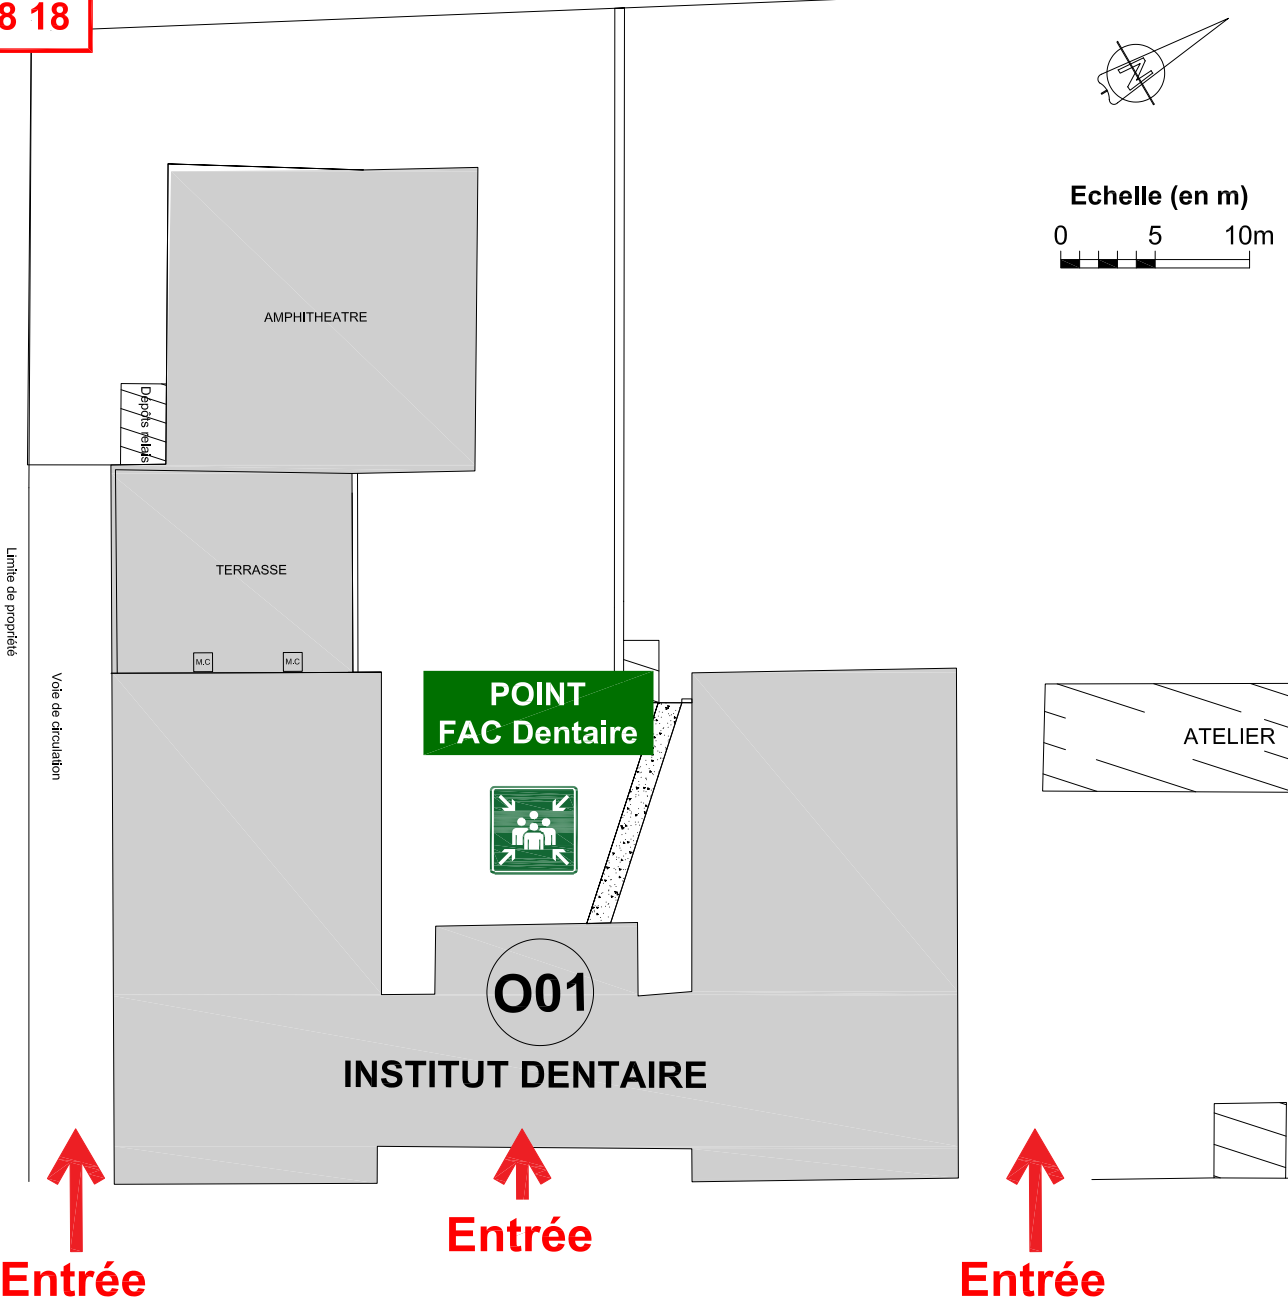 8 18
N
Echelle (en m)
0 5 10m
AMPHITHEATRE
Dépôts relais
TERRASSE
Limite de propriété
M.C
M.C
Voie de circulation
POINT
FAC Dentaire
ATELIER
O01
INSTITUT DENTAIRE
Entrée
Entrée
Entrée